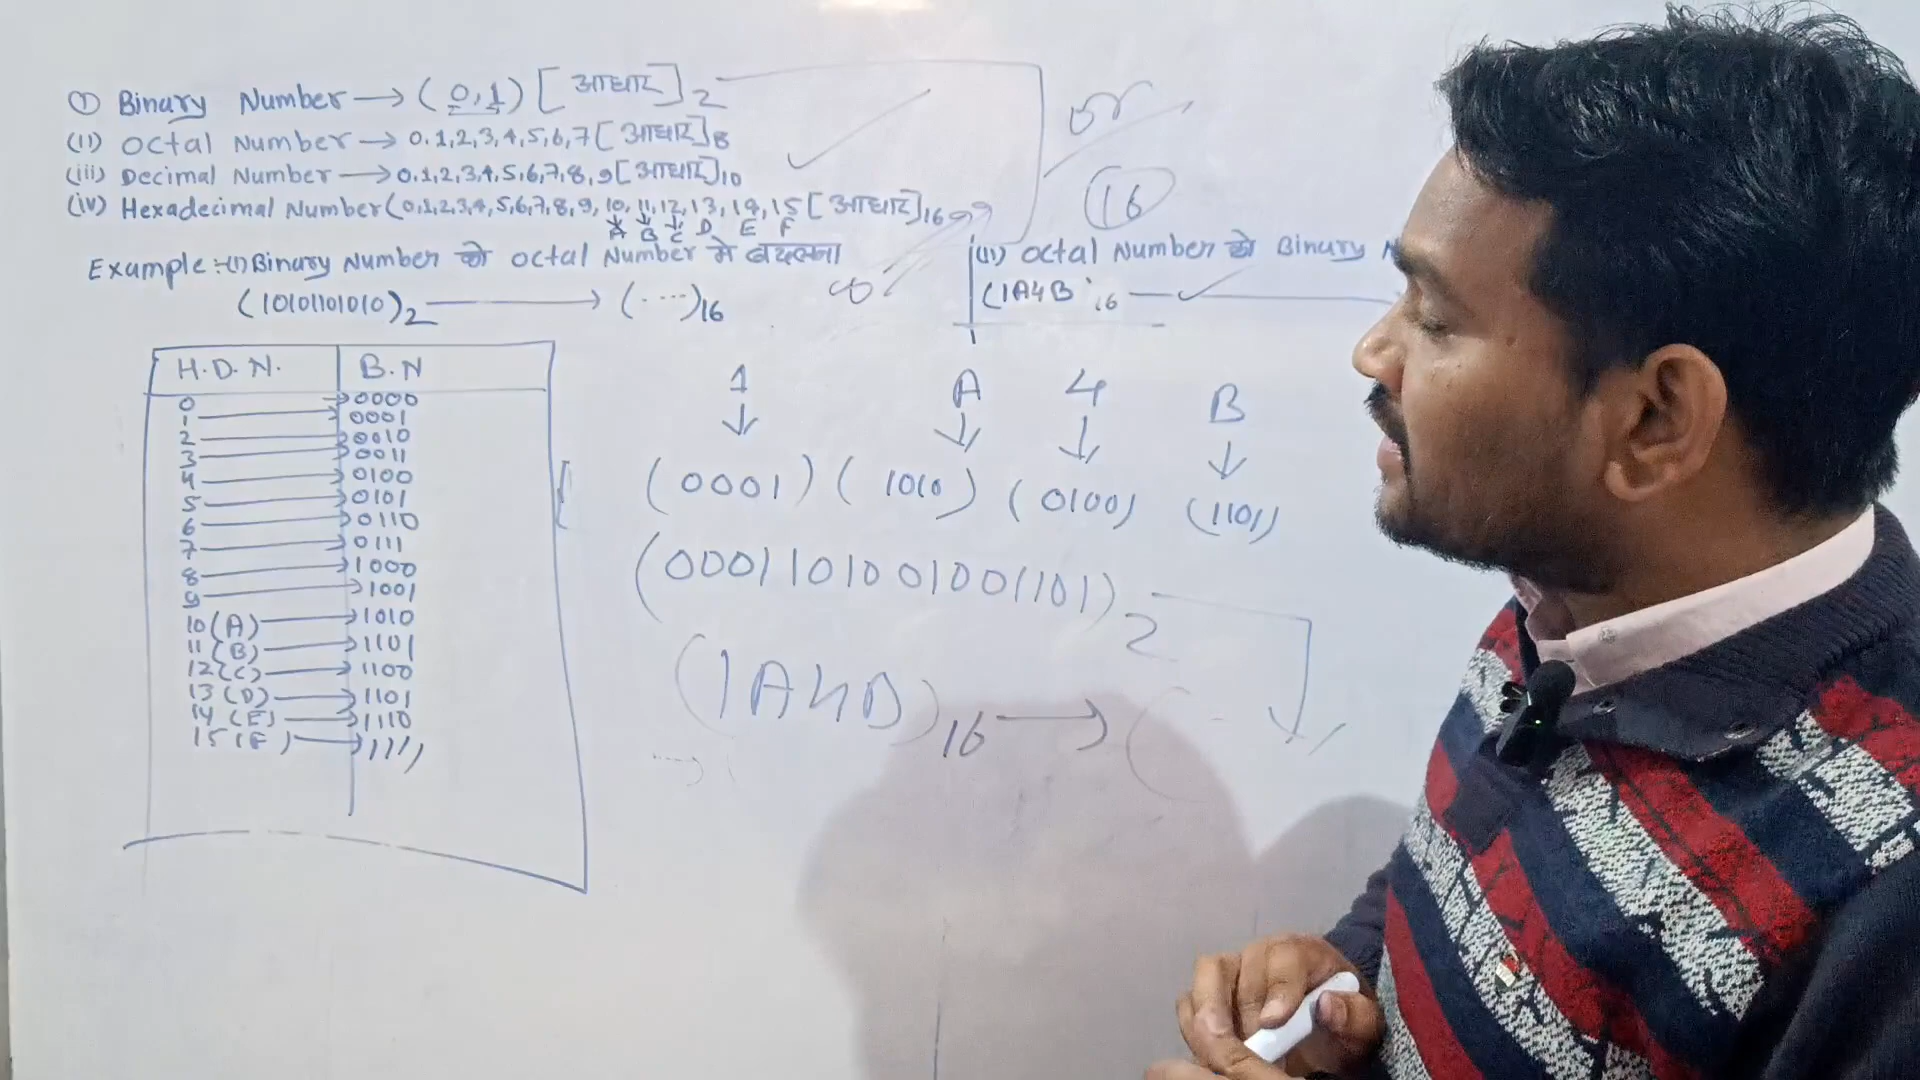 (i) Binary Number → (0,1) [आधार]2
(ii) Octal Number → 0,1,2,3,4,5,6,7 [आधार]8
(iii) Decimal Number → 0,1,2,3,4,5,6,7,8,9 [आधार]10
(iv) Hexadecimal Number (0,1,2,3,4,5,6,7,8,9,10,11,12,13,14,15 [आधार]16
A B C D E F
or
16
Example :- (i) Binary Number को Octal Number में बदलना
(10101101010)2 → (....)16
(ii) Octal Number को Binary
(1A4B 16
H.D.N. B.N
0 → 0000
1 → 0001
2 → 0010
3 → 0011
4 → 0100
5 → 0101
6 → 0110
7 → 0111
8 → 1000
9 → 1001
10(A) → 1010
11(B) → 1101
12(C) → 1100
13(D) → 1101
14(E) → 1110
15(F) → 1111
1 A 4 B
↓ ↓ ↓ ↓
(0001) (1010) (0100) (1101)
(0001101001001101)2
(1A4B)16 → (